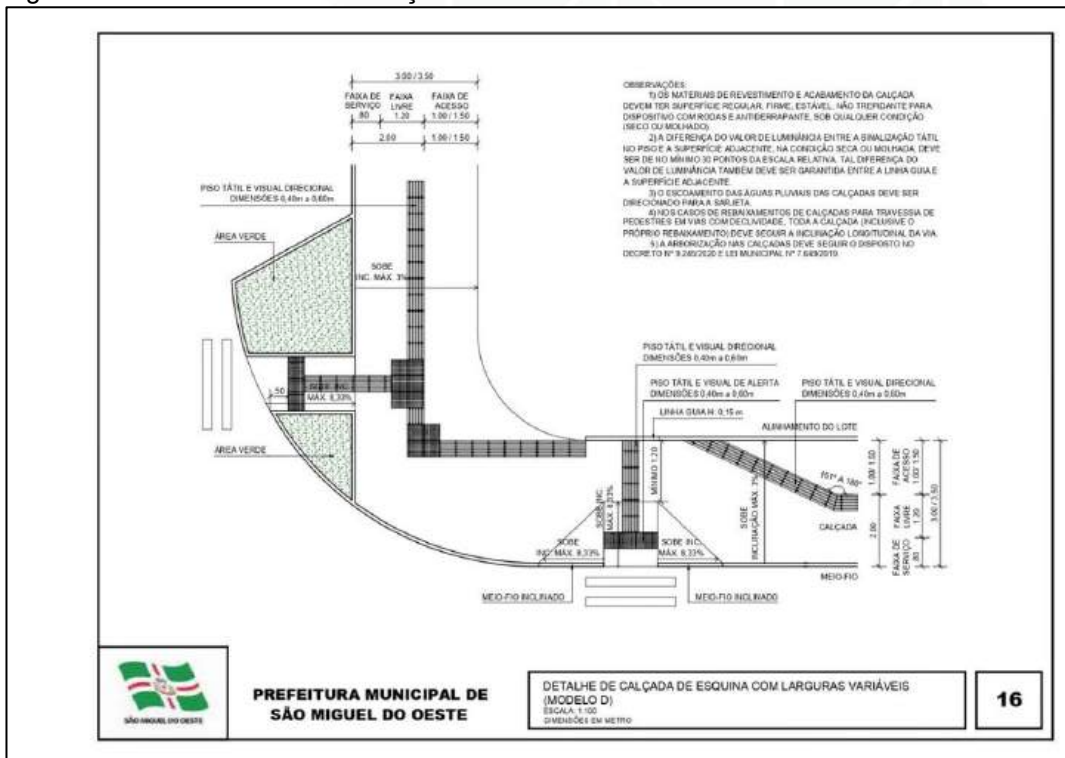 3.00 / 3.50
FAIXA DE SERVIÇO
80
FAIXA LIVRE
1.20
FAIXA DE ACESSO
1.00 / 1.50
2.00
1.00 / 1.50
OBSERVAÇÕES:
1) OS MATERIAIS DE REVESTIMENTO E ACABAMENTO DA CALÇADA
DEVEM TER SUPERFÍCIE REGULAR, FIRME, ESTÁVEL, NÃO TREPIDANTE PARA
DISPOSITIVO COM RODAS E ANTIDERRAPANTE, SOB QUALQUER CONDIÇÃO
(SECO OU MOLHADO)
2) A DIFERENÇA DO VALOR DE LUMINÂNCIA ENTRE A SINALIZAÇÃO TÁTIL
NO PISO E A SUPERFÍCIE ADJACENTE, NA CONDIÇÃO SECA OU MOLHADA, DEVE
SER DE NO MÍNIMO 30 PONTOS DA ESCALA RELATIVA. TAL DIFERENÇA DO
VALOR DE LUMINÂNCIA TAMBÉM DEVE SER GARANTIDA ENTRE A LINHA GUIA E
A SUPERFÍCIE ADJACENTE.
3) O ESCOAMENTO DAS ÁGUAS PLUVIAIS DAS CALÇADAS DEVE SER
DIRECIONADO PARA A SARJETA.
4) NOS CASOS DE REBAIXAMENTOS DE CALÇADAS PARA TRAVESSIA DE
PEDESTRES EM VIAS COM DECLIVIDADE, TODA A CALÇADA (INCLUSIVE O
PRÓPRIO REBAIXAMENTO) DEVE SEGUIR A INCLINAÇÃO LONGITUDINAL DA VIA.
5) A ARBORIZAÇÃO NAS CALÇADAS DEVE SEGUIR O DISPOSTO NO
DECRETO Nº 9.245/2020 E LEI MUNICIPAL Nº 7.649/2019.
PISO TÁTIL E VISUAL DIRECIONAL
DIMENSÕES 0,40m a 0,60m
ÁREA VERDE
SOBE
INC. MÁX. 3%
.50
SOBE INC.
MÁX. 8,33%
ÁREA VERDE
PISO TÁTIL E VISUAL DIRECIONAL
DIMENSÕES 0,40m a 0,60m
PISO TÁTIL E VISUAL DE ALERTA
DIMENSÕES 0,40m a 0,60m
PISO TÁTIL E VISUAL DIRECIONAL
DIMENSÕES 0,40m a 0,60m
LINHA GUIA H: 0,15 m
ALINHAMENTO DO LOTE
MÍNIMO 1.20
SOBE INC.
MÁX. 8,33%
SOBE
INCLINAÇÃO MÁX. 3%
151° A 180°
CALÇADA
1.00/ 1.50
2.00
FAIXA DE ACESSO
1.00/ 1.50
FAIXA LIVRE
1.20
FAIXA DE SERVIÇO
.80
3.00 / 3.50
SOBE
INC. MÁX. 8,33%
SOBE INC.
MÁX. 8,33%
MEIO-FIO
MEIO-FIO INCLINADO
MEIO-FIO INCLINADO
SÃO MIGUEL DO OESTE
PREFEITURA MUNICIPAL DE
SÃO MIGUEL DO OESTE
DETALHE DE CALÇADA DE ESQUINA COM LARGURAS VARIÁVEIS
(MODELO D)
ESCALA: 1:100
DIMENSÕES EM METRO
16